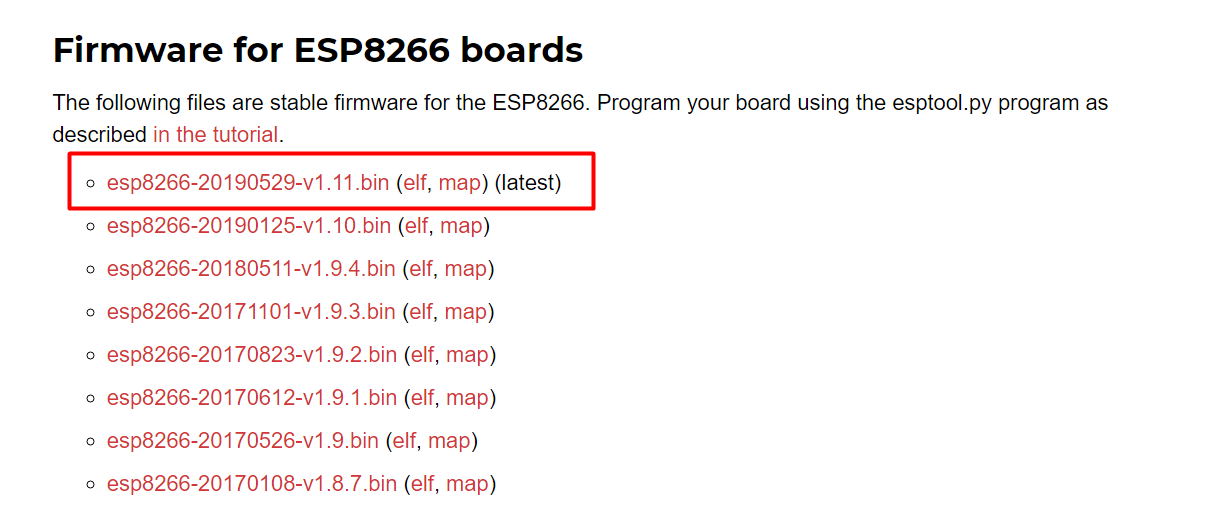 Firmware for ESP8266 boards
The following files are stable firmware for the ESP8266. Program your board using the esptool.py program as
described in the tutorial.
esp8266-20190529-v1.11.bin (elf, map) (latest)
esp8266-20190125-v1.10.bin (elf, map)
esp8266-20180511-v1.9.4.bin (elf, map)
esp8266-20171101-v1.9.3.bin (elf, map)
esp8266-20170823-v1.9.2.bin (elf, map)
esp8266-20170612-v1.9.1.bin (elf, map)
esp8266-20170526-v1.9.bin (elf, map)
esp8266-20170108-v1.8.7.bin (elf, map)